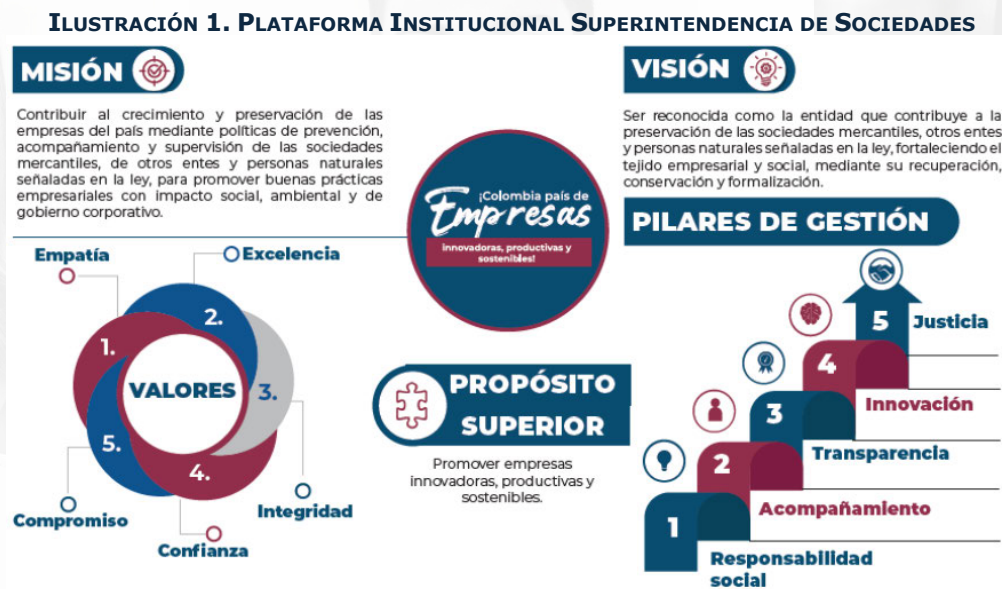 ILUSTRACIÓN 1. PLATAFORMA INSTITUCIONAL SUPERINTENDENCIA DE SOCIEDADES
MISIÓN
Contribuir al crecimiento y preservación de las
empresas del país mediante políticas de prevención,
acompañamiento y supervisión de las sociedades
mercantiles, de otros entes y personas naturales
señaladas en la ley, para promover buenas prácticas
empresariales con impacto social, ambiental y de
gobierno corporativo.
VISIÓN
Ser reconocida como la entidad que contribuye a la
preservación de las sociedades mercantiles, otros entes
y personas naturales señaladas en la ley, fortaleciendo el
tejido empresarial y social, mediante su recuperación,
conservación y formalización.
¡Colombia país de
Empresas
innovadoras, productivas y
sostenibles!
Empatía
Excelencia
1.
2.
3.
4.
5.
VALORES
Compromiso
Confianza
Integridad
PROPÓSITO
SUPERIOR
Promover empresas
innovadoras, productivas y
sostenibles.
PILARES DE GESTIÓN
5
Justicia
4
Innovación
3
Transparencia
2
Acompañamiento
1
Responsabilidad
social